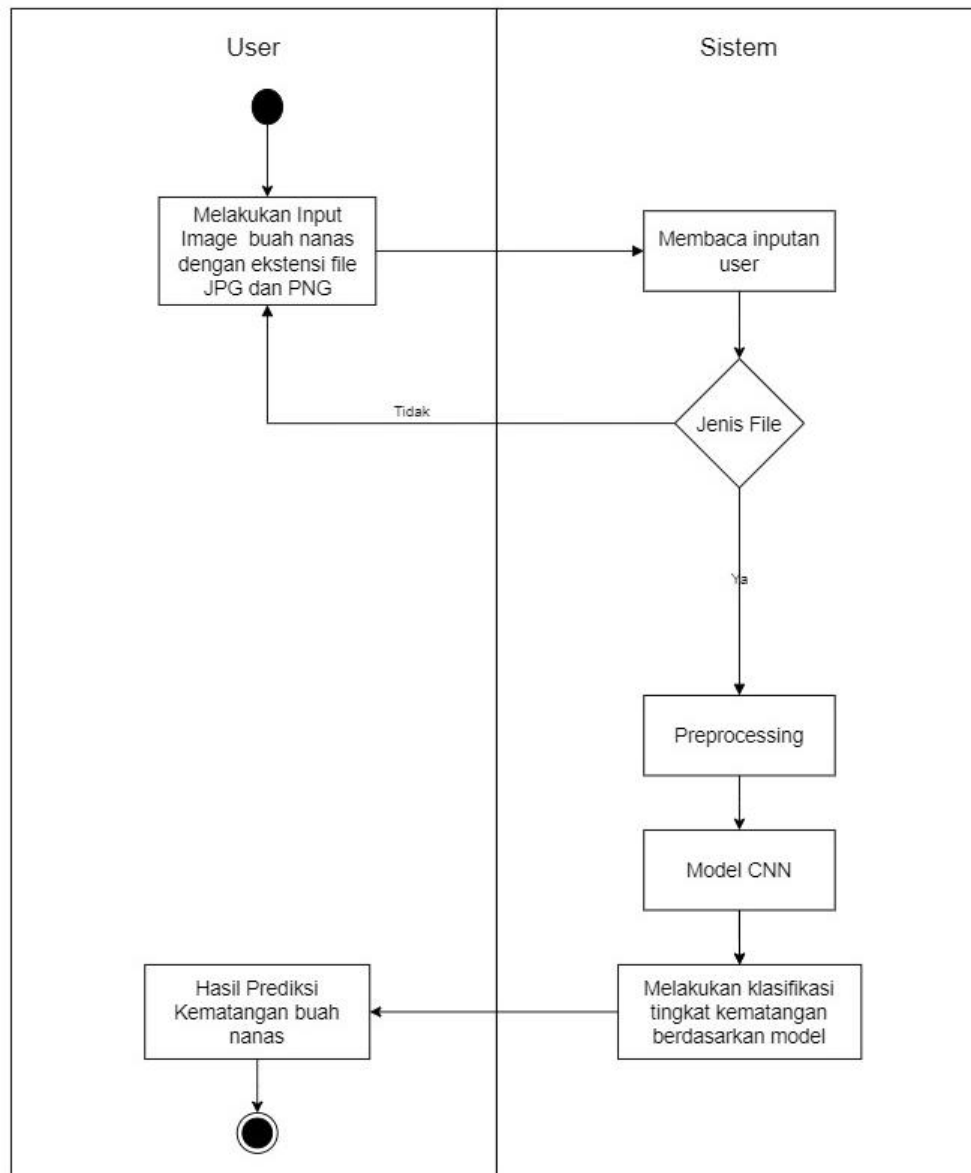 User
Sistem
Melakukan Input
Image buah nanas
dengan ekstensi file
JPG dan PNG
Membaca inputan
user
Tidak
Jenis File
Ya
Preprocessing
Model CNN
Hasil Prediksi
Kematangan buah
nanas
Melakukan klasifikasi
tingkat kematangan
berdasarkan model